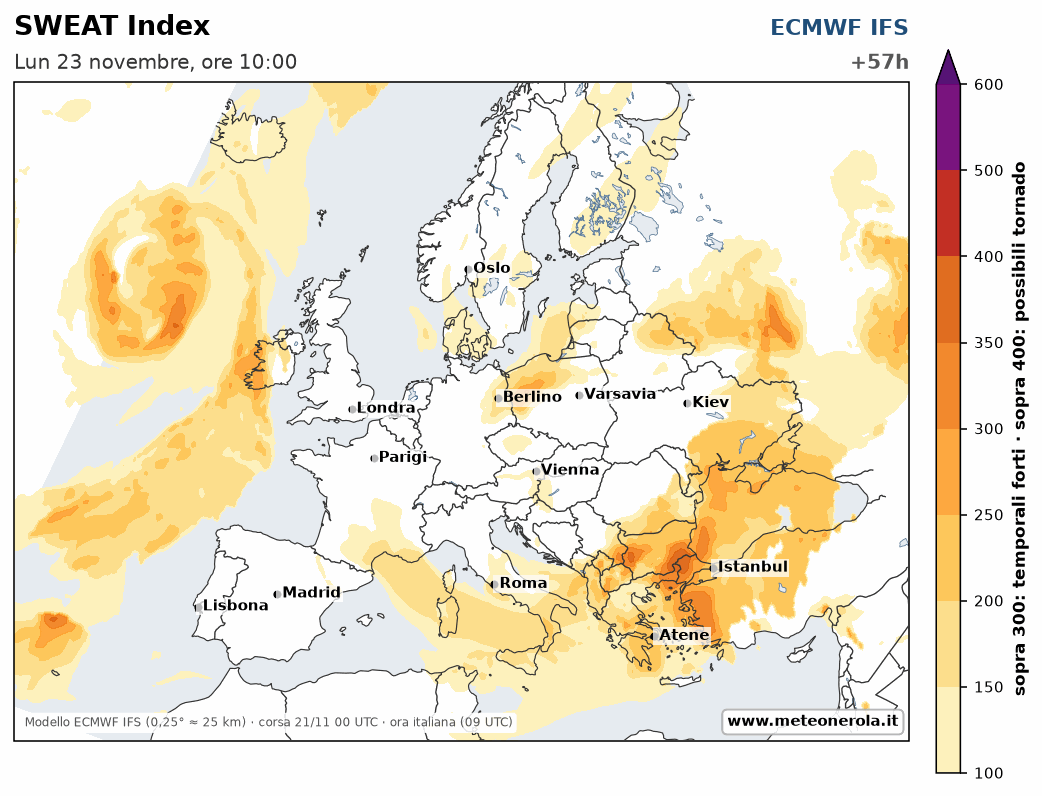 SWEAT Index
ECMWF IFS
Lun 23 novembre, ore 10:00
+57h
Oslo
Berlino
Varsavia
Kiev
Londra
Parigi
Vienna
Istanbul
Roma
Madrid
Lisbona
Atene
Modello ECMWF IFS (0,25° ≈ 25 km) · corsa 21/11 00 UTC · ora italiana (09 UTC)
www.meteonerola.it
600
500
400
350
300
250
200
150
100
sopra 300: temporali forti · sopra 400: possibili tornado